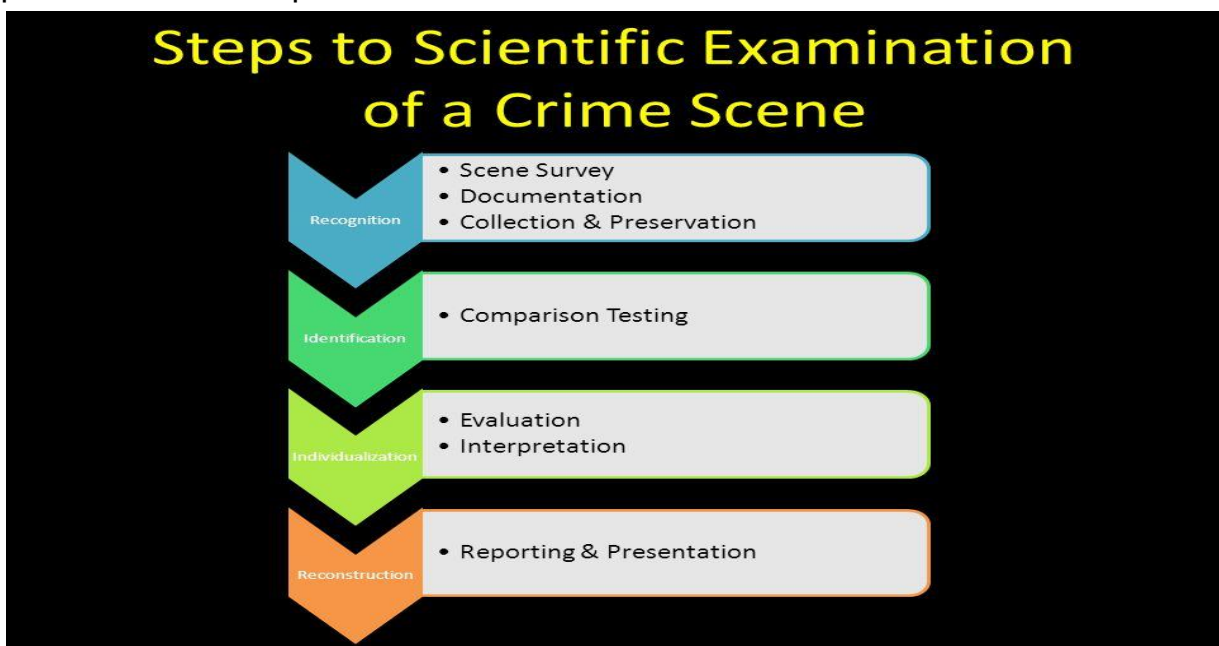 Steps to Scientific Examination
of a Crime Scene
Recognition
• Scene Survey
• Documentation
• Collection & Preservation
Identification
• Comparison Testing
Individualization
• Evaluation
• Interpretation
Reconstruction
• Reporting & Presentation